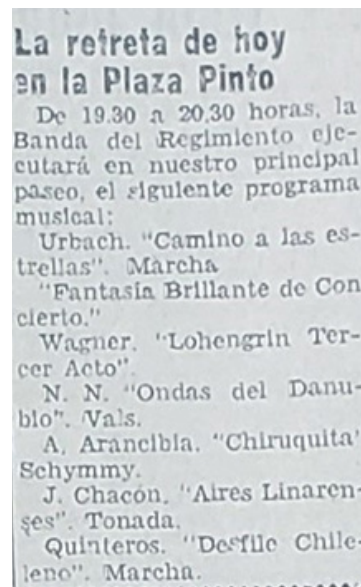 La retreta de hoy
en la Plaza Pinto
De 19.30 a 20.30 horas, la
Banda del Regimiento eje-
cutará en nuestro principal
paseo, el siguiente programa
musical:
Urbach. "Camino a las es-
trellas". Marcha
"Fantasía Brillante de Con
cierto."
Wagner. "Lohengrin Ter-
cer Acto".
N. N. "Ondas del Danu-
bio". Vals.
A. Arancibia. "Chiruquita'
Schymmy.
J. Chacón. "Aires Linaren-
ses". Tonada.
Quinteros. "Desfile Chile-
leno". Marcha.